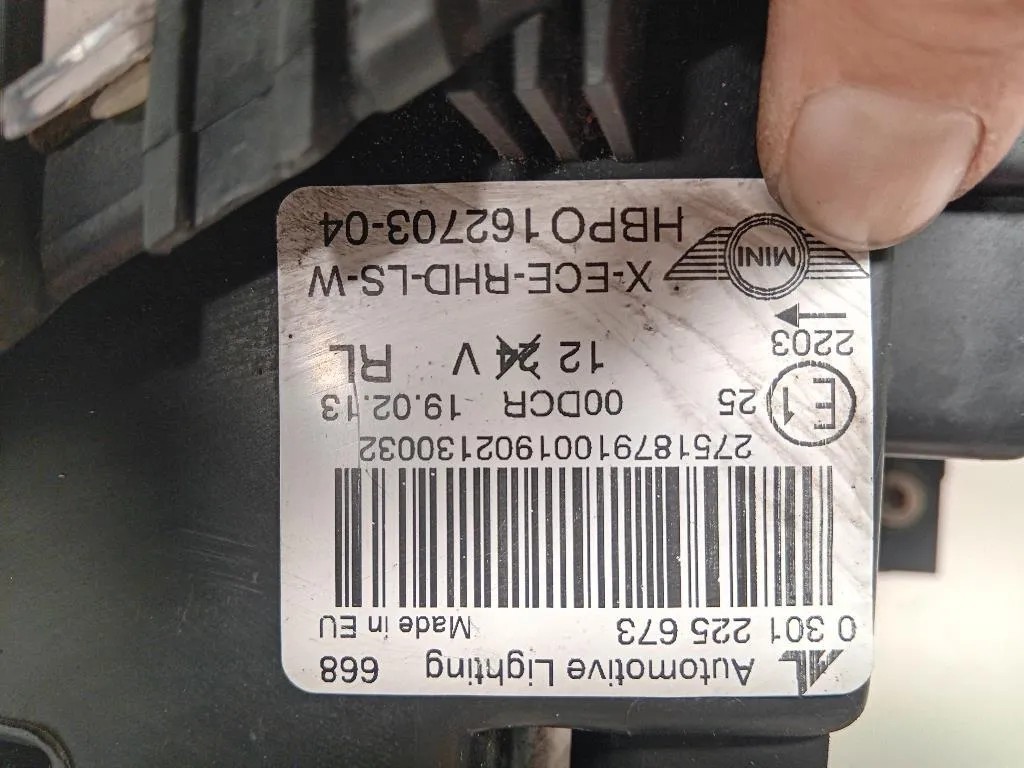 Automotive Lighting 668
0 301 225 673 Made in EU
27518791001902130032
E1 25 00DCR 19.02.13
2203 12 24 V RL
X-ECE-RHD-LS-W
MINI
HBPO 162703-04